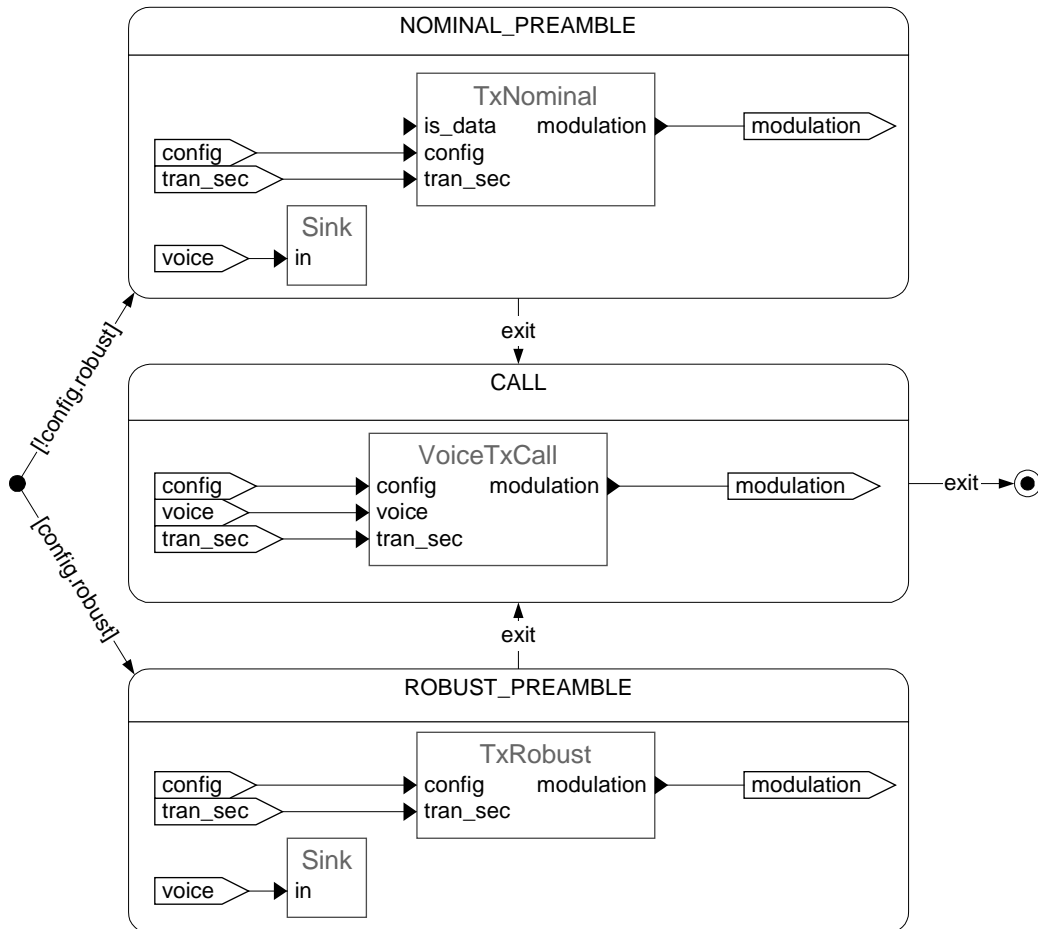 NOMINAL_PREAMBLE
TxNominal
is_data modulation modulation
config config
tran_sec tran_sec
Sink
voice in
[!config.robust]
exit
CALL
VoiceTxCall
config config modulation modulation
voice voice
tran_sec tran_sec
exit
[config.robust]
exit
ROBUST_PREAMBLE
TxRobust
config config modulation modulation
tran_sec tran_sec
Sink
voice in